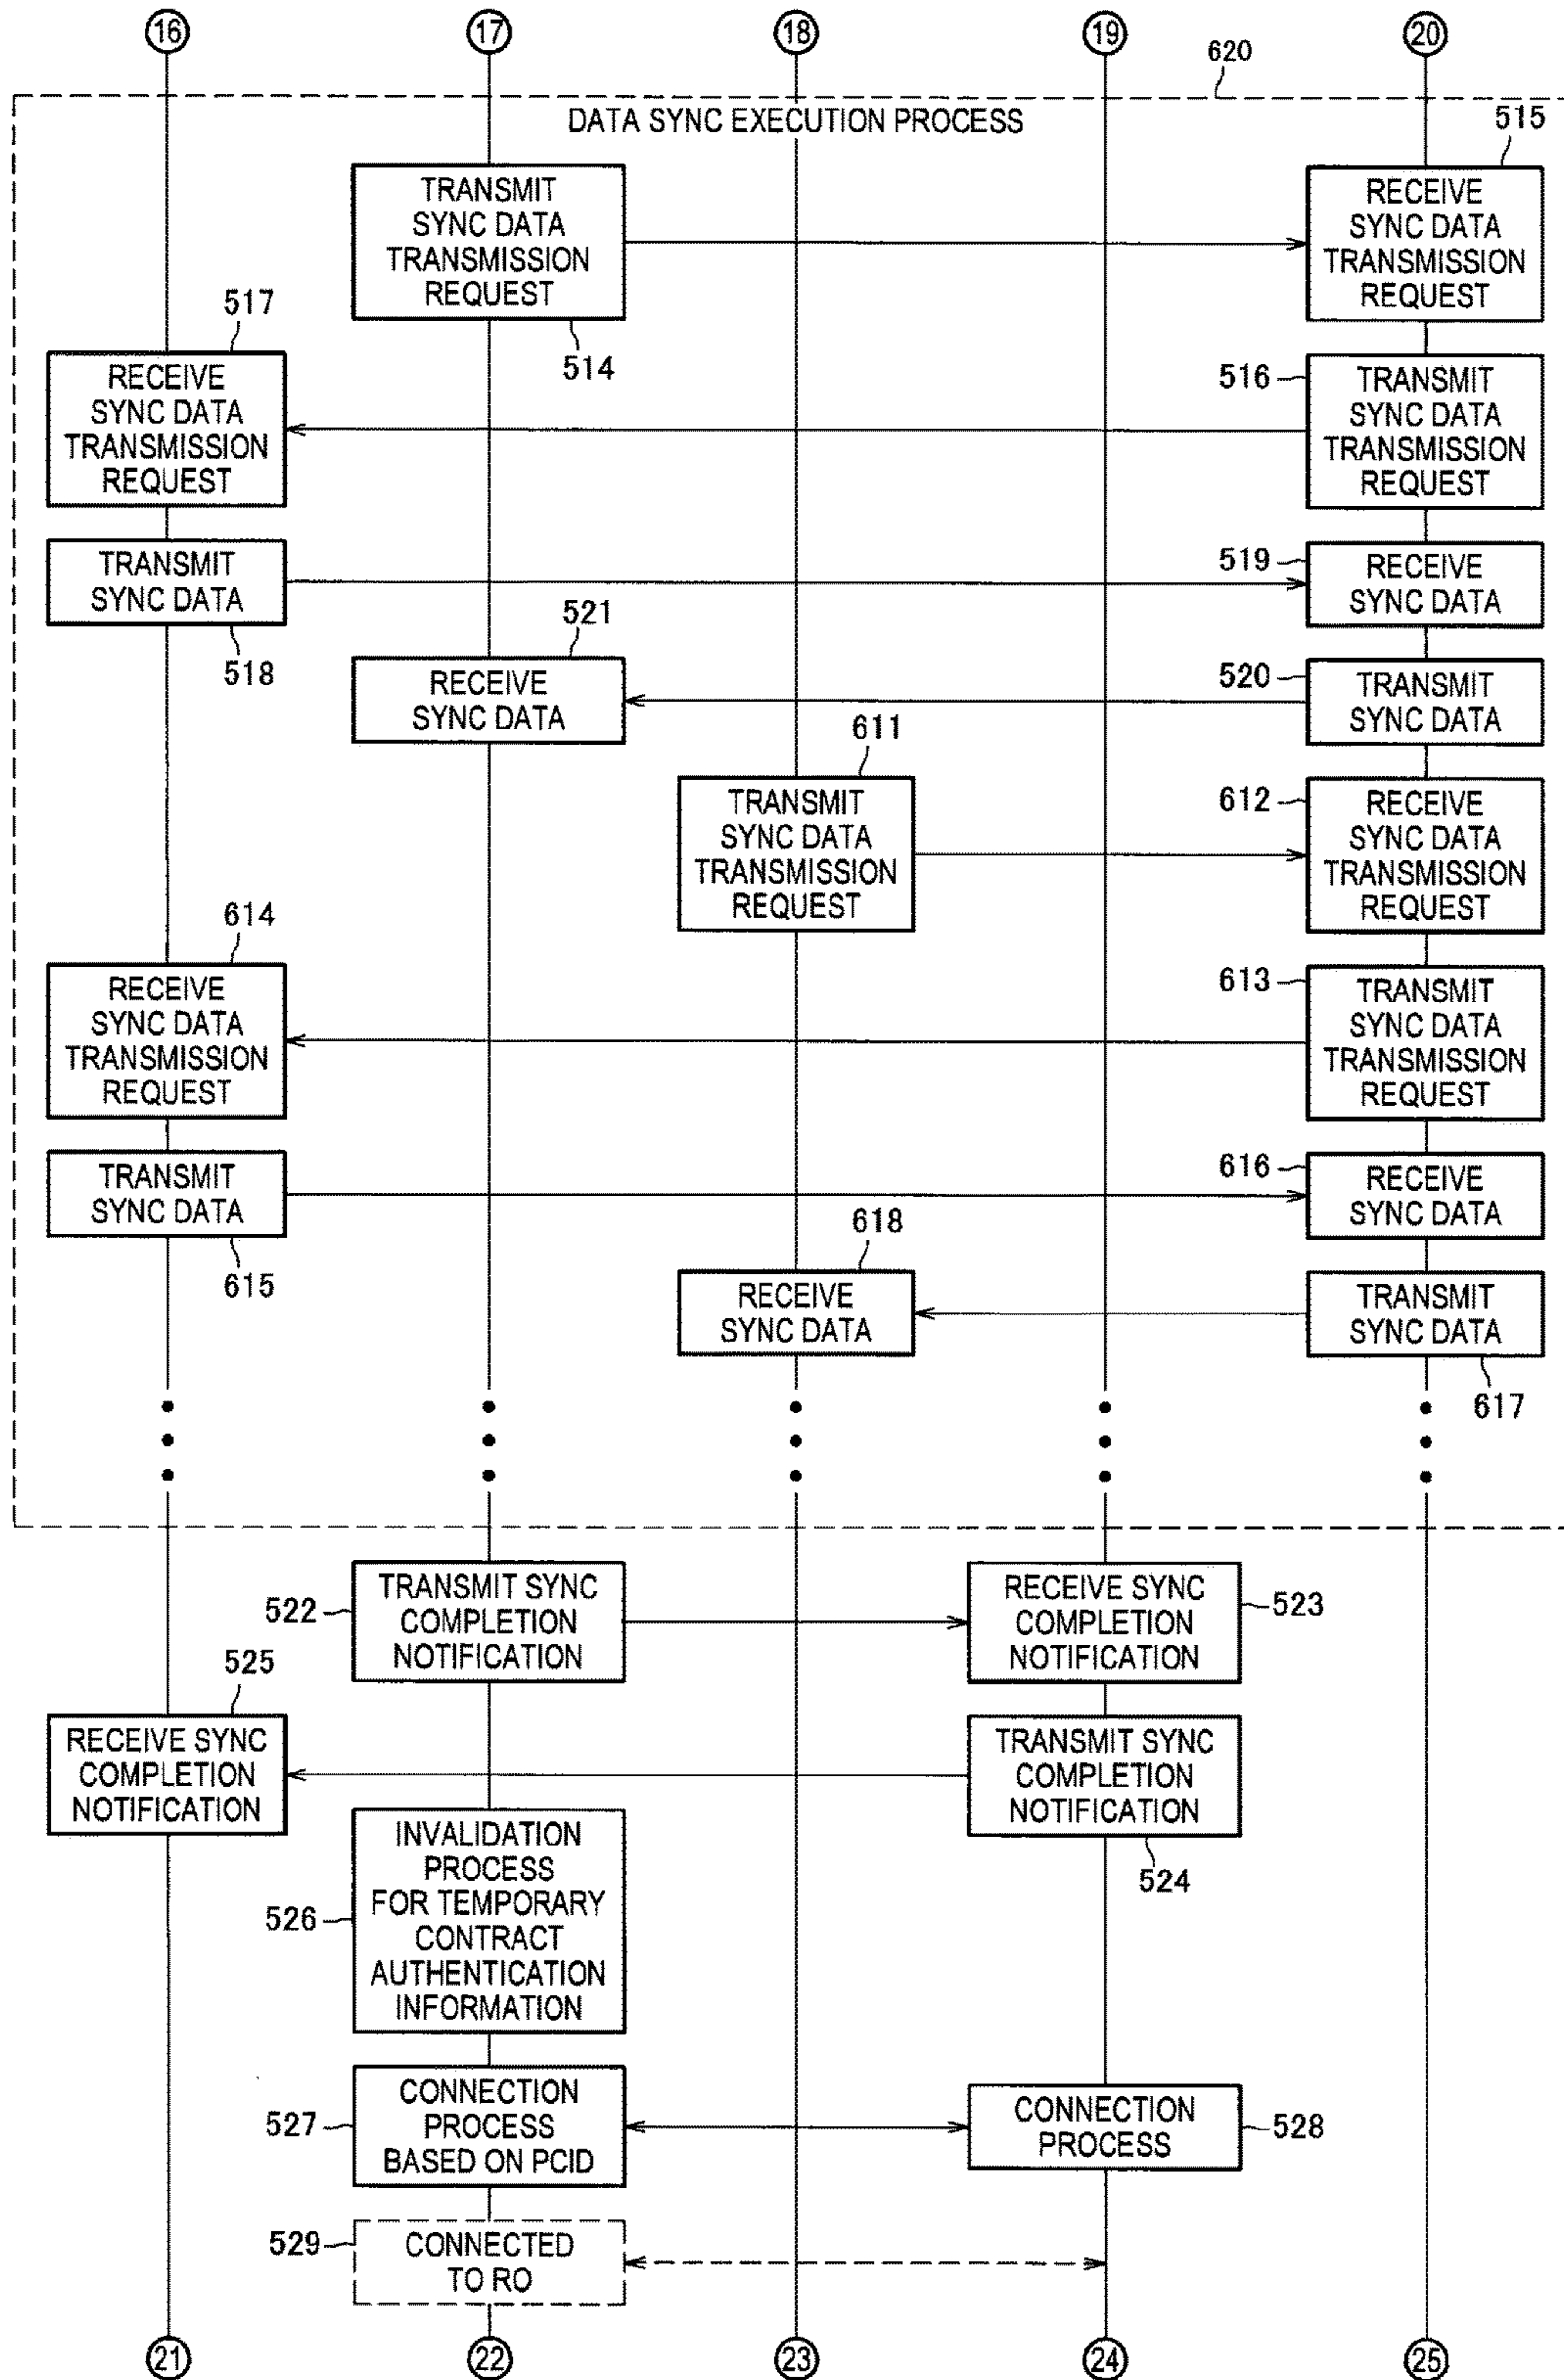 16
17
18
19
20
620
DATA SYNC EXECUTION PROCESS
515
TRANSMIT
SYNC DATA
TRANSMISSION
REQUEST
514
RECEIVE
SYNC DATA
TRANSMISSION
REQUEST
517
RECEIVE
SYNC DATA
TRANSMISSION
REQUEST
516
TRANSMIT
SYNC DATA
TRANSMISSION
REQUEST
TRANSMIT
SYNC DATA
518
519
RECEIVE
SYNC DATA
521
RECEIVE
SYNC DATA
520
TRANSMIT
SYNC DATA
611
TRANSMIT
SYNC DATA
TRANSMISSION
REQUEST
612
RECEIVE
SYNC DATA
TRANSMISSION
REQUEST
614
RECEIVE
SYNC DATA
TRANSMISSION
REQUEST
613
TRANSMIT
SYNC DATA
TRANSMISSION
REQUEST
TRANSMIT
SYNC DATA
615
616
RECEIVE
SYNC DATA
618
RECEIVE
SYNC DATA
TRANSMIT
SYNC DATA
617
522
TRANSMIT SYNC
COMPLETION
NOTIFICATION
RECEIVE SYNC
COMPLETION
NOTIFICATION
523
525
RECEIVE SYNC
COMPLETION
NOTIFICATION
TRANSMIT SYNC
COMPLETION
NOTIFICATION
524
526
INVALIDATION
PROCESS
FOR TEMPORARY
CONTRACT
AUTHENTICATION
INFORMATION
527
CONNECTION
PROCESS
BASED ON PCID
CONNECTION
PROCESS
528
529
CONNECTED
TO RO
21
22
23
24
25